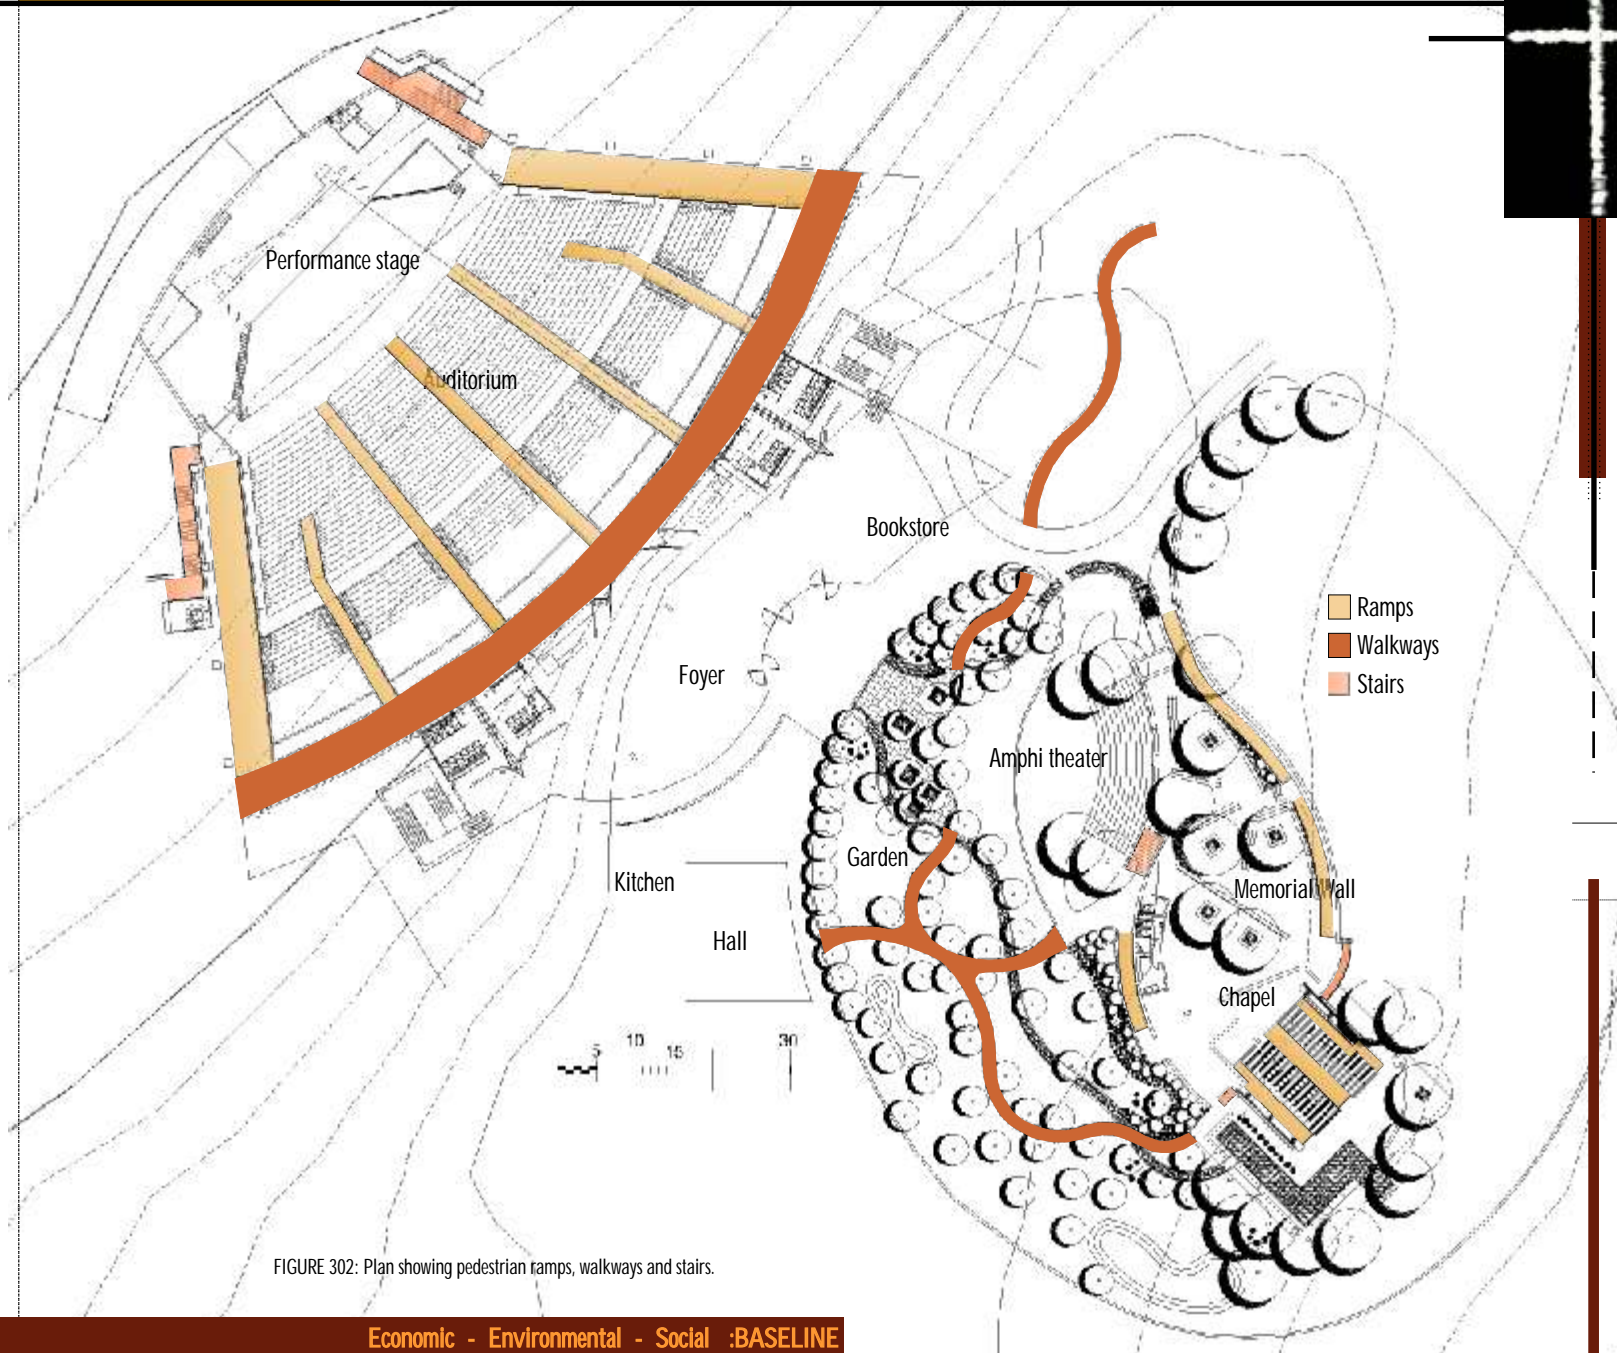 Performance stage
Auditorium
Bookstore
Ramps
Walkways
Stairs
Foyer
Amphi theater
Garden
Kitchen
Memorial Wall
Hall
Chapel
5
10
15
30
FIGURE 302: Plan showing pedestrian ramps, walkways and stairs.
Economic - Environmental - Social :BASELINE